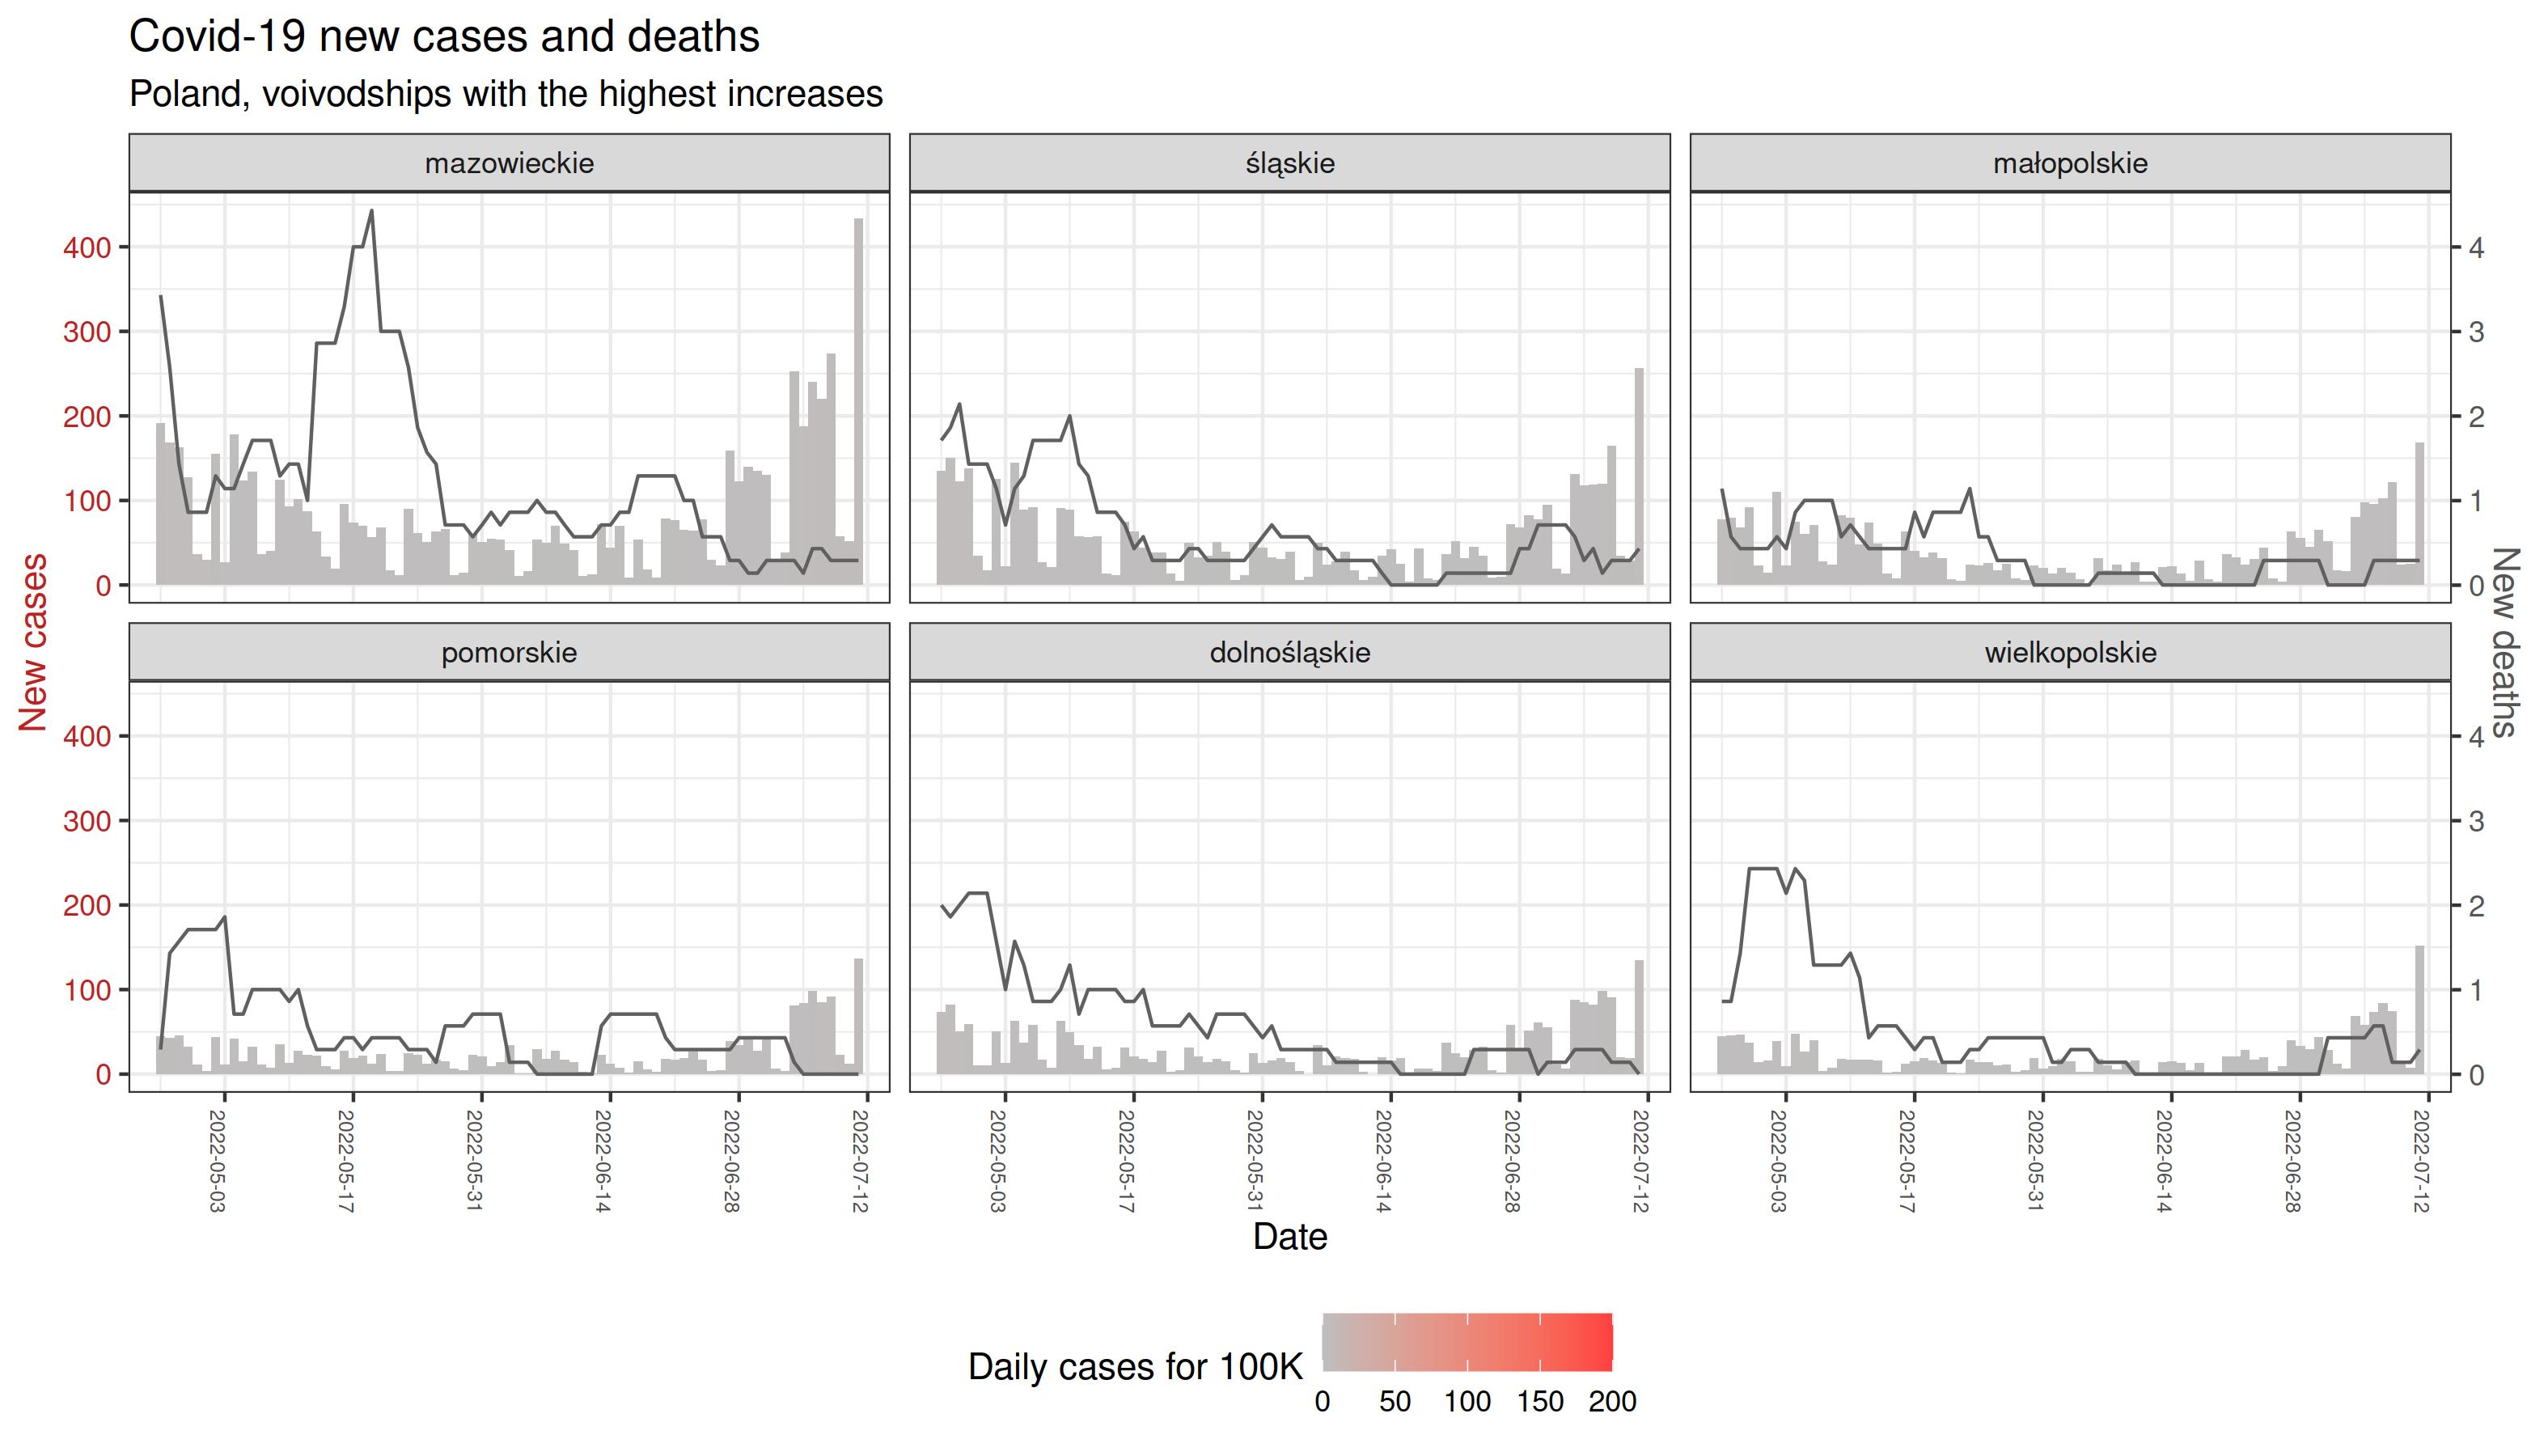 Covid-19 new cases and deaths
Poland, voivodships with the highest increases
mazowieckie
śląskie
małopolskie
400
300
200
100
0
4
3
2
1
0
New cases
New deaths
pomorskie
dolnośląskie
wielkopolskie
400
300
200
100
0
4
3
2
1
0
2022-05-03
2022-05-17
2022-05-31
2022-06-14
2022-06-28
2022-07-12
2022-05-03
2022-05-17
2022-05-31
2022-06-14
2022-06-28
2022-07-12
2022-05-03
2022-05-17
2022-05-31
2022-06-14
2022-06-28
2022-07-12
Date
Daily cases for 100K
0 50 100 150 200